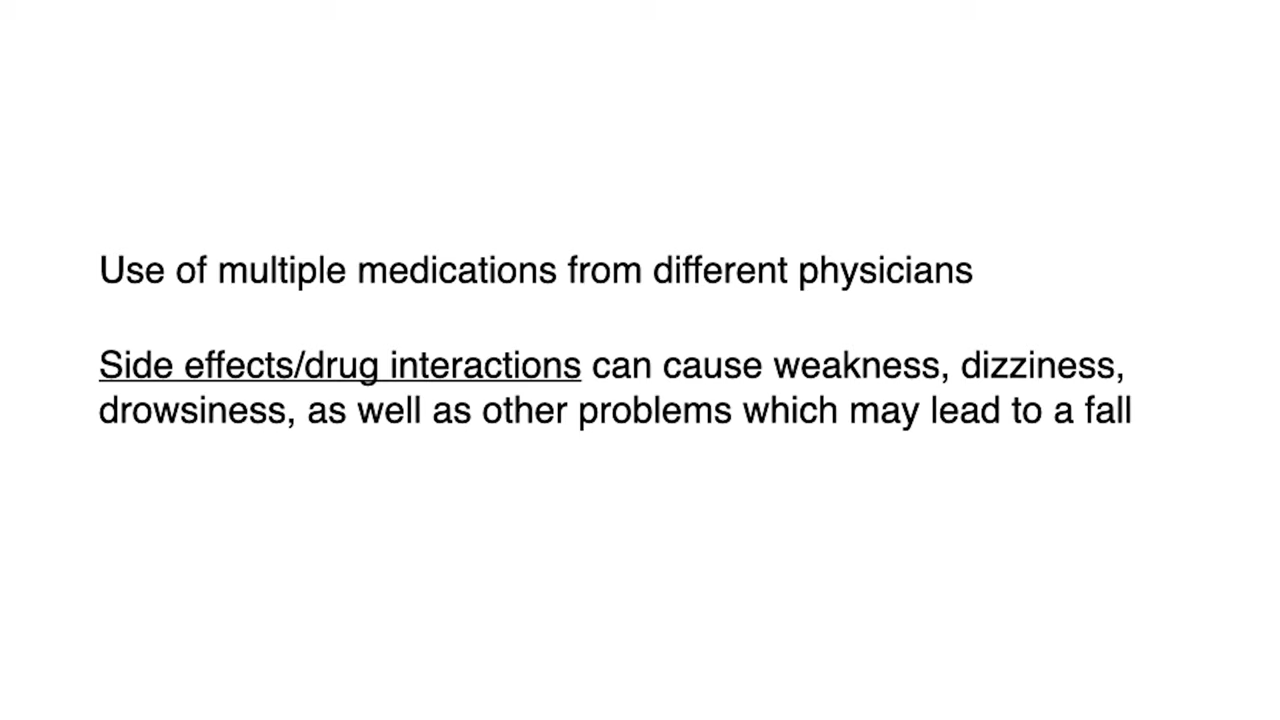 Use of multiple medications from different physicians
Side effects/drug interactions can cause weakness, dizziness,
drowsiness, as well as other problems which may lead to a fall